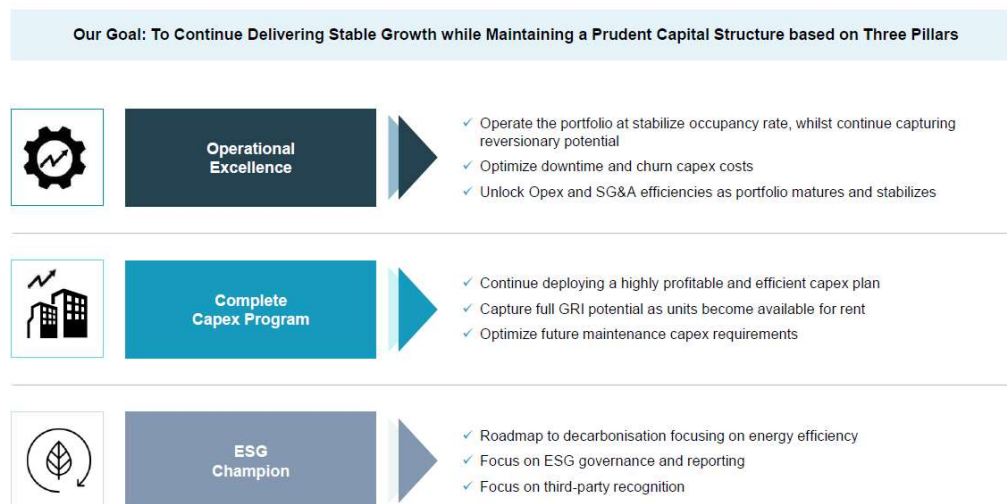 Our Goal: To Continue Delivering Stable Growth while Maintaining a Prudent Capital Structure based on Three Pillars
Operational
Excellence
✓ Operate the portfolio at stabilize occupancy rate, whilst continue capturing
reversionary potential
✓ Optimize downtime and churn capex costs
✓ Unlock Opex and SG&A efficiencies as portfolio matures and stabilizes
Complete
Capex Program
✓ Continue deploying a highly profitable and efficient capex plan
✓ Capture full GRI potential as units become available for rent
✓ Optimize future maintenance capex requirements
ESG
Champion
✓ Roadmap to decarbonisation focusing on energy efficiency
✓ Focus on ESG governance and reporting
✓ Focus on third-party recognition